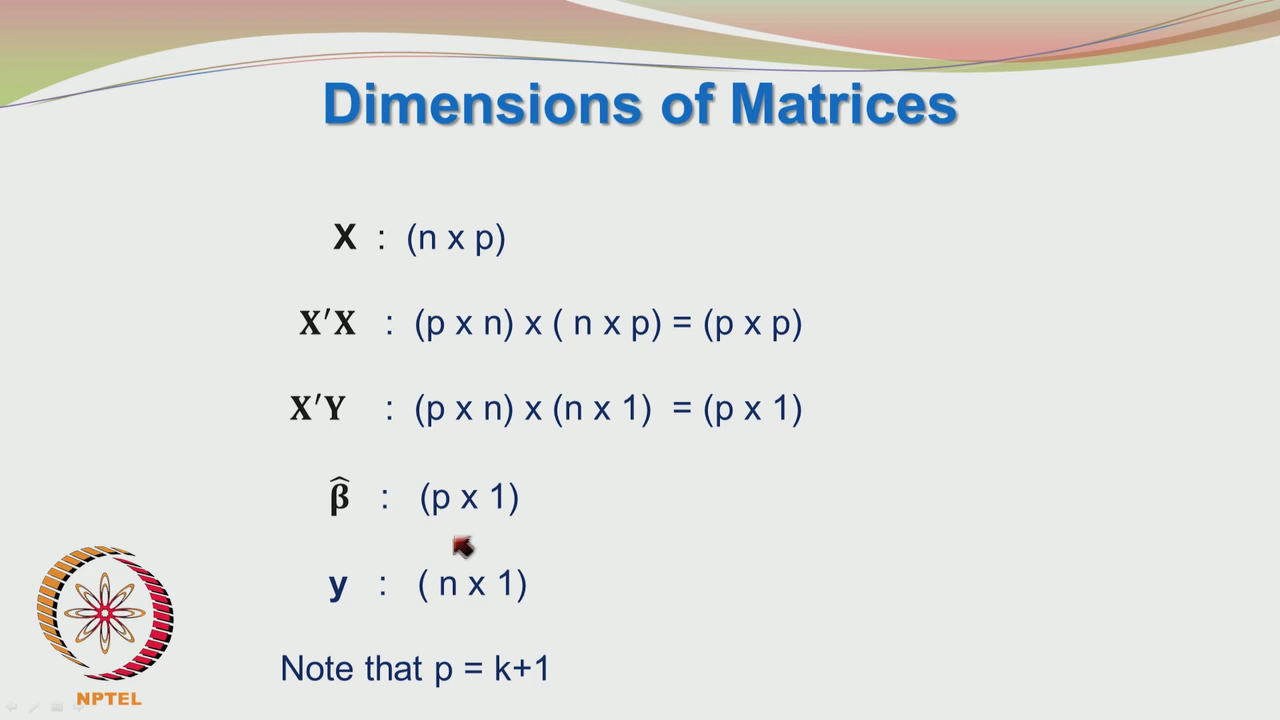 Dimensions of Matrices
X : (n x p)
X′X : (p x n) x ( n x p) = (p x p)
X′Y : (p x n) x (n x 1) = (p x 1)
β̂ : (p x 1)
y : ( n x 1)
Note that p = k+1
NPTEL